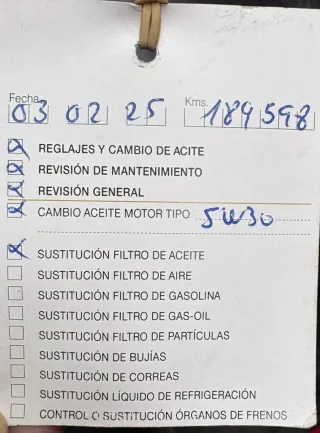 Fecha 03 02 25 Kms. 189598
REGLAJES Y CAMBIO DE ACITE
REVISIÓN DE MANTENIMIENTO
REVISIÓN GENERAL
CAMBIO ACEITE MOTOR TIPO 5W30
SUSTITUCIÓN FILTRO DE ACEITE
SUSTITUCIÓN FILTRO DE AIRE
SUSTITUCIÓN FILTRO DE GASOLINA
SUSTITUCIÓN FILTRO DE GAS-OIL
SUSTITUCIÓN FILTRO DE PARTÍCULAS
SUSTITUCIÓN DE BUJÍAS
SUSTITUCIÓN DE CORREAS
SUSTITUCIÓN LÍQUIDO DE REFRIGERACIÓN
CONTROL O SUSTITUCIÓN ÓRGANOS DE FRENOS